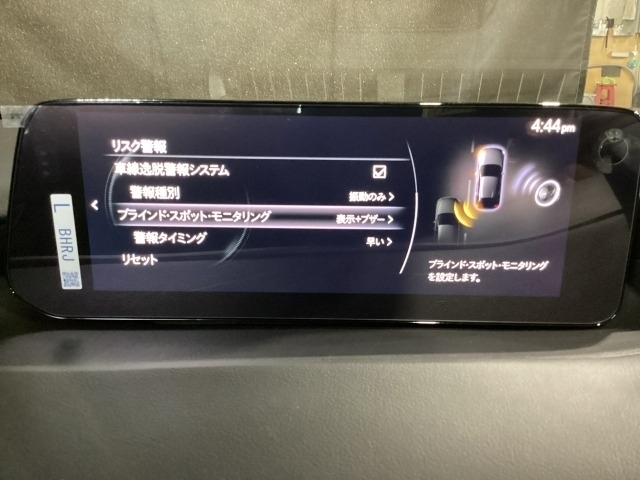 4:44pm
リスク警報
車線逸脱警報システム
警報種別 振動のみ
ブラインド・スポット・モニタリング 表示+ブザー
警報タイミング 早い
リセット
ブラインド・スポット・モニタリング
を設定します。
L BHRJ